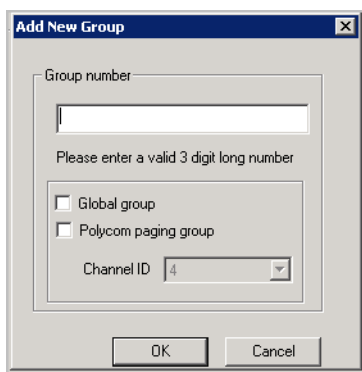 Add New Group
Group number
Please enter a valid 3 digit long number
Global group
Polycom paging group
Channel ID 4
OK Cancel